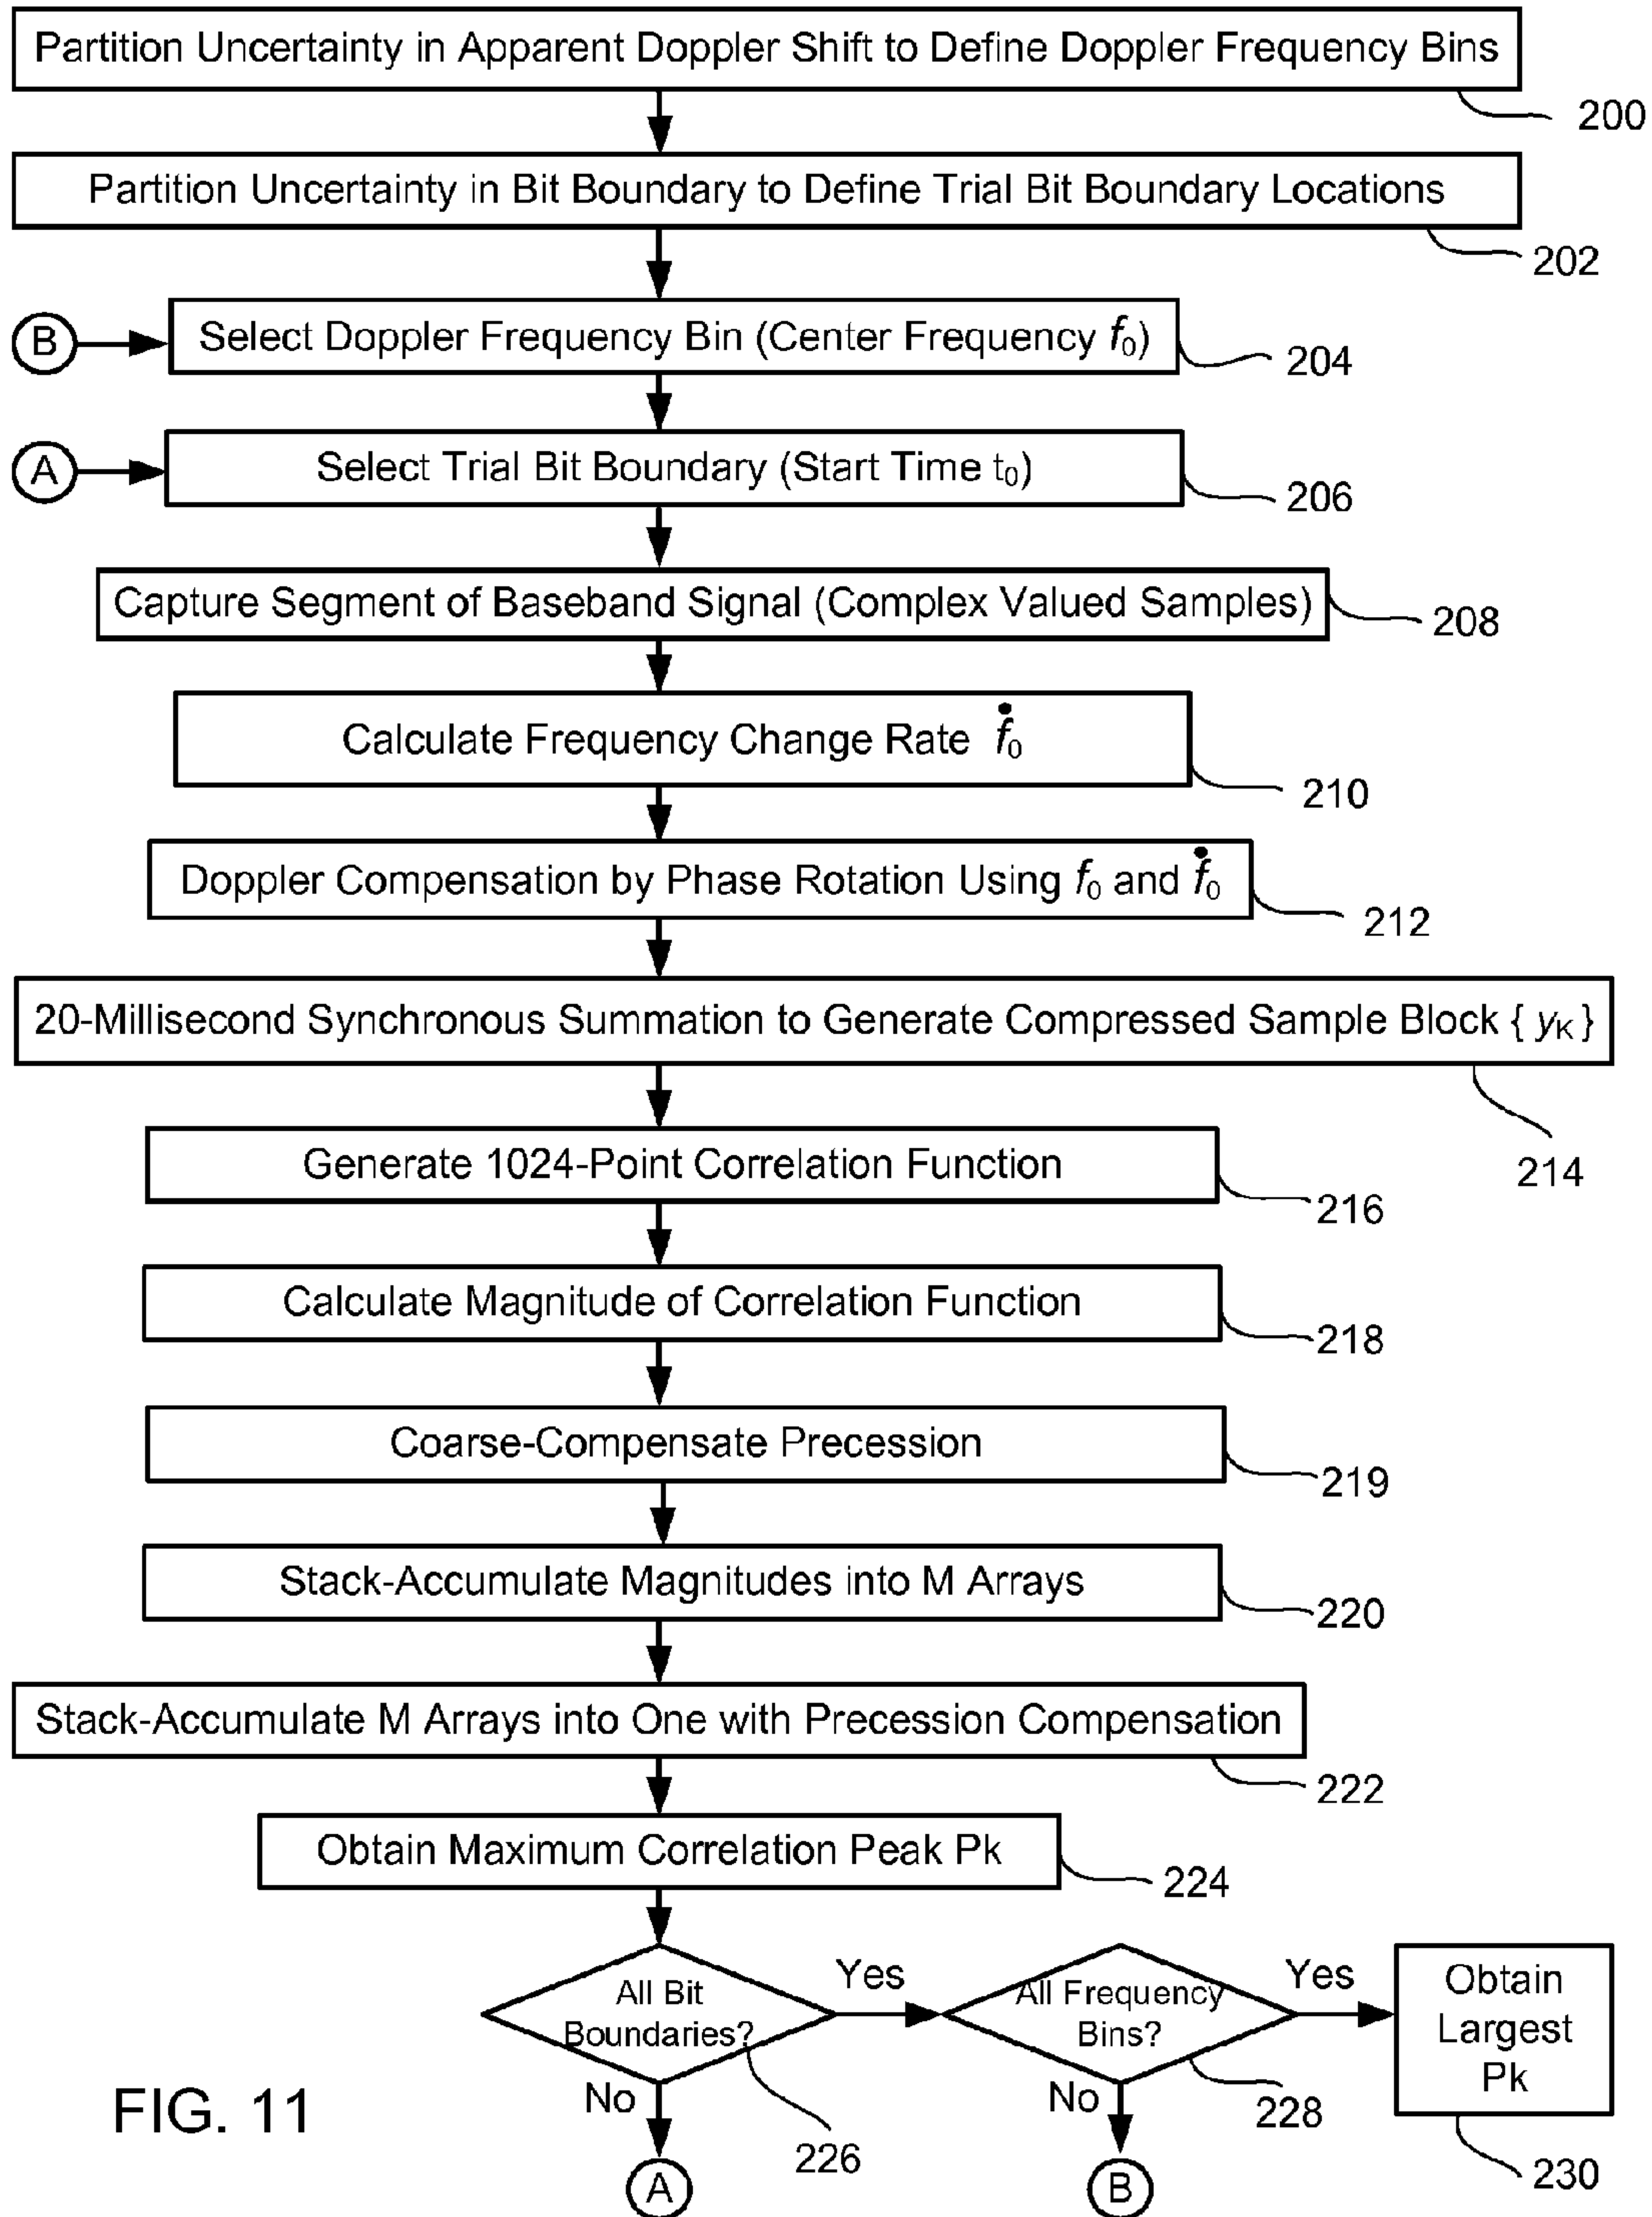 Partition Uncertainty in Apparent Doppler Shift to Define Doppler Frequency Bins
200
Partition Uncertainty in Bit Boundary to Define Trial Bit Boundary Locations
202
B
Select Doppler Frequency Bin (Center Frequency f₀)
204
A
Select Trial Bit Boundary (Start Time t₀)
206
Capture Segment of Baseband Signal (Complex Valued Samples)
208
Calculate Frequency Change Rate ḟ₀
210
Doppler Compensation by Phase Rotation Using f₀ and ḟ₀
212
20-Millisecond Synchronous Summation to Generate Compressed Sample Block { y_K }
214
Generate 1024-Point Correlation Function
216
Calculate Magnitude of Correlation Function
218
Coarse-Compensate Precession
219
Stack-Accumulate Magnitudes into M Arrays
220
Stack-Accumulate M Arrays into One with Precession Compensation
222
Obtain Maximum Correlation Peak Pk
224
All Bit
Boundaries?
Yes
No
226
A
All Frequency
Bins?
Yes
No
228
B
Obtain
Largest
Pk
230
FIG. 11